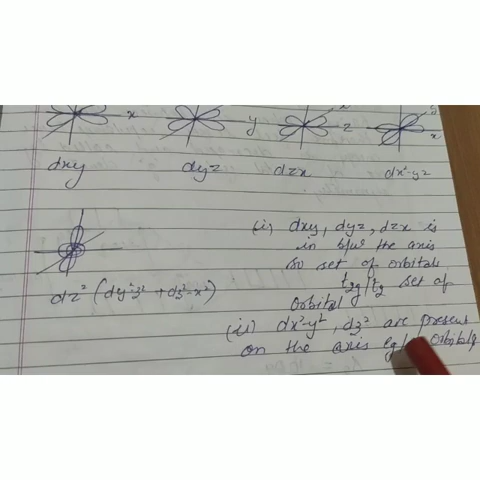 x y z x
dxy dyz dzx dx²-y²
(i) dxy, dyz, dzx is
in b/w the axis
so set of orbitals
t₂g/t₂ set of
orbital
dz² (dy²-z² + dz²-x²)
(ii) dx²-y², dz² are present
on the axis eg/ orbitals